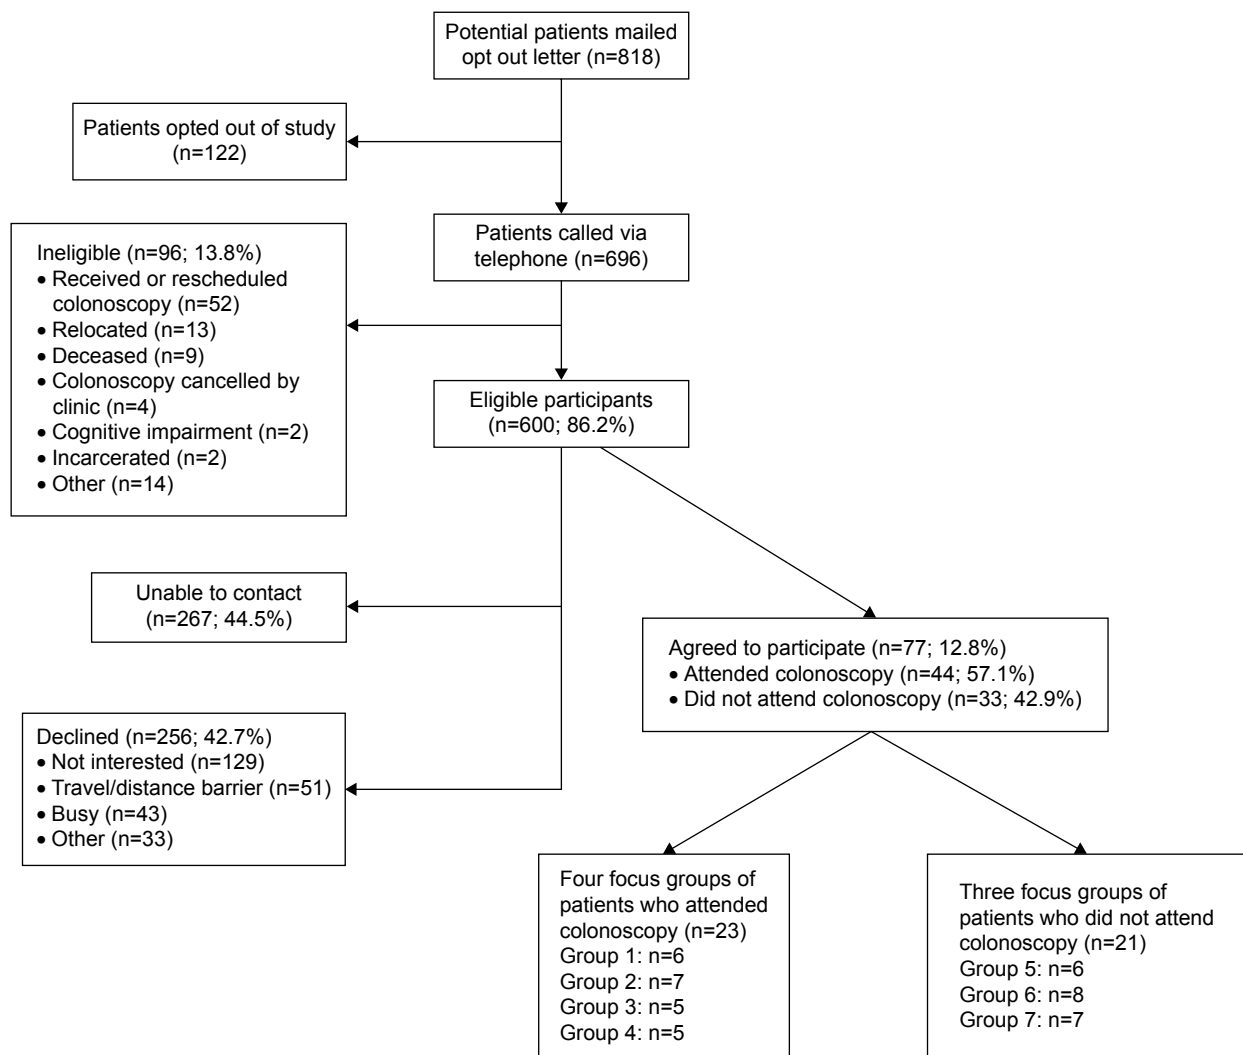 Potential patients mailed
opt out letter (n=818)
Patients opted out of study
(n=122)
Patients called via
telephone (n=696)
Ineligible (n=96; 13.8%)
• Received or rescheduled
colonoscopy (n=52)
• Relocated (n=13)
• Deceased (n=9)
• Colonoscopy cancelled by
clinic (n=4)
• Cognitive impairment (n=2)
• Incarcerated (n=2)
• Other (n=14)
Eligible participants
(n=600; 86.2%)
Unable to contact
(n=267; 44.5%)
Agreed to participate (n=77; 12.8%)
• Attended colonoscopy (n=44; 57.1%)
• Did not attend colonoscopy (n=33; 42.9%)
Declined (n=256; 42.7%)
• Not interested (n=129)
• Travel/distance barrier (n=51)
• Busy (n=43)
• Other (n=33)
Four focus groups of
patients who attended
colonoscopy (n=23)
Group 1: n=6
Group 2: n=7
Group 3: n=5
Group 4: n=5
Three focus groups of
patients who did not attend
colonoscopy (n=21)
Group 5: n=6
Group 6: n=8
Group 7: n=7